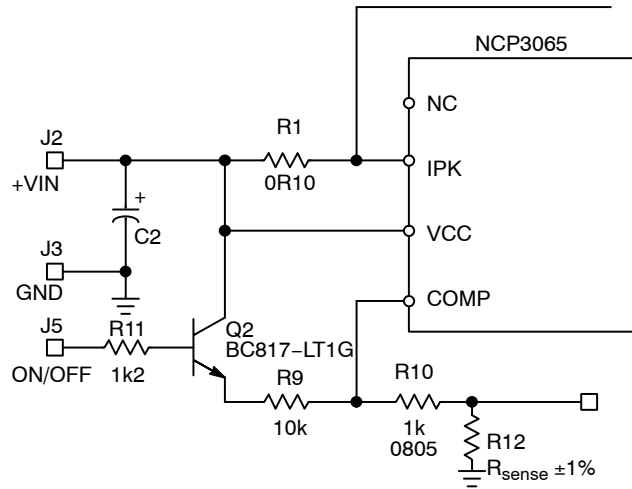 NCP3065
NC
R1
J2
0R10
IPK
+VIN
+
C2
VCC
J3
GND
COMP
J5
R11
Q2
BC817–LT1G
ON/OFF
1k2
R9
R10
10k
1k
0805
R12
Rsense ±1%